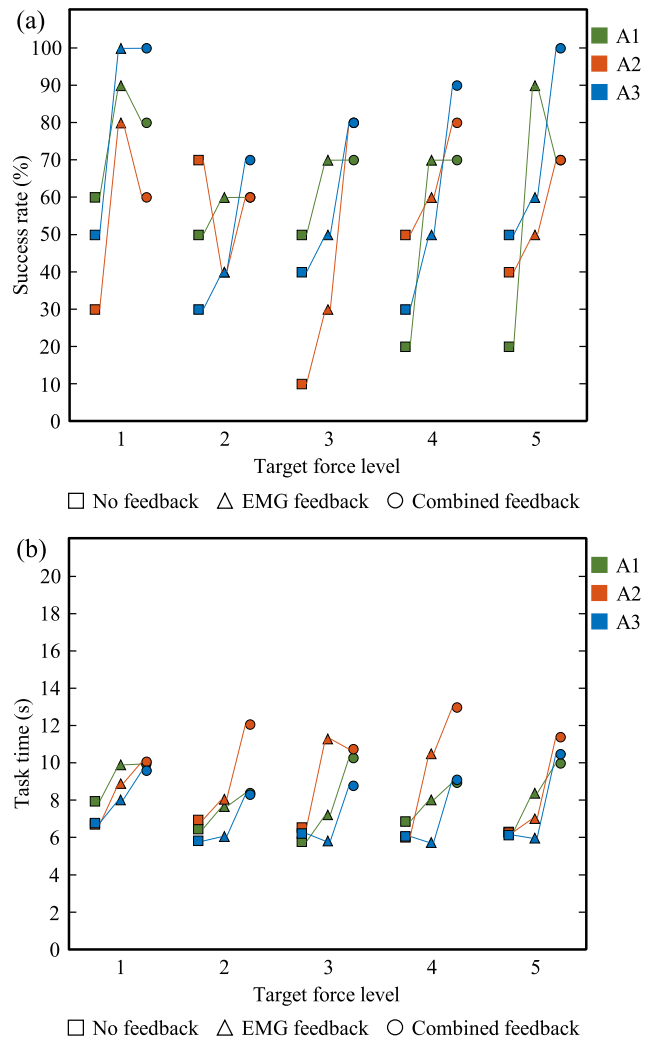 (a)
A1
A2
A3
Success rate (%)
100
90
80
70
60
50
40
30
20
10
0
1 2 3 4 5
Target force level
No feedback EMG feedback Combined feedback
(b)
A1
A2
A3
Task time (s)
20
18
16
14
12
10
8
6
4
2
0
1 2 3 4 5
Target force level
No feedback EMG feedback Combined feedback